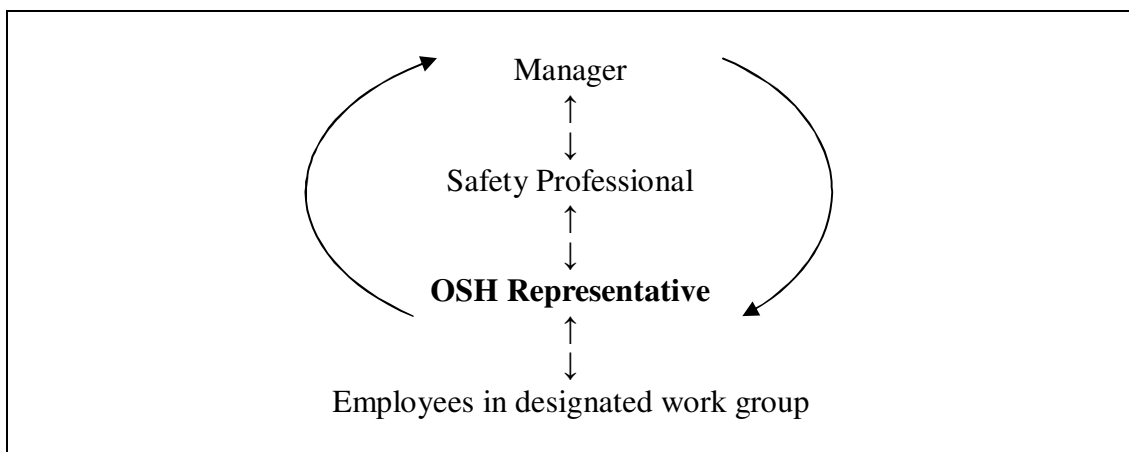 Manager
↑
↓
Safety Professional
↑
↓
OSH Representative
↑
↓
Employees in designated work group